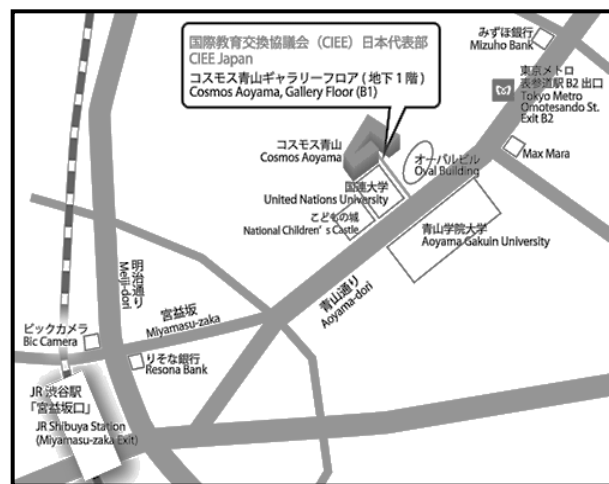 国際教育交換協議会（CIEE）日本代表部
CIEE Japan
コスモス青山ギャラリーフロア ( 地下 1 階 )
Cosmos Aoyama, Gallery Floor (B1)
みずほ銀行
Mizuho Bank
東京メトロ
表参道駅 B2 出口
Tokyo Metro
Omotesando St.
Exit B2
Max Mara
コスモス青山
Cosmos Aoyama
オーバルビル
Oval Building
国連大学
United Nations University
こどもの城
National Children’s Castle
青山学院大学
Aoyama Gakuin University
青山通り
Aoyama-dori
明治通り
Meiji-dori
宮益坂
Miyamasu-zaka
ビックカメラ
Bic Camera
りそな銀行
Resona Bank
JR 渋谷駅
「宮益坂口」
JR Shibuya Station
(Miyamasu-zaka Exit)